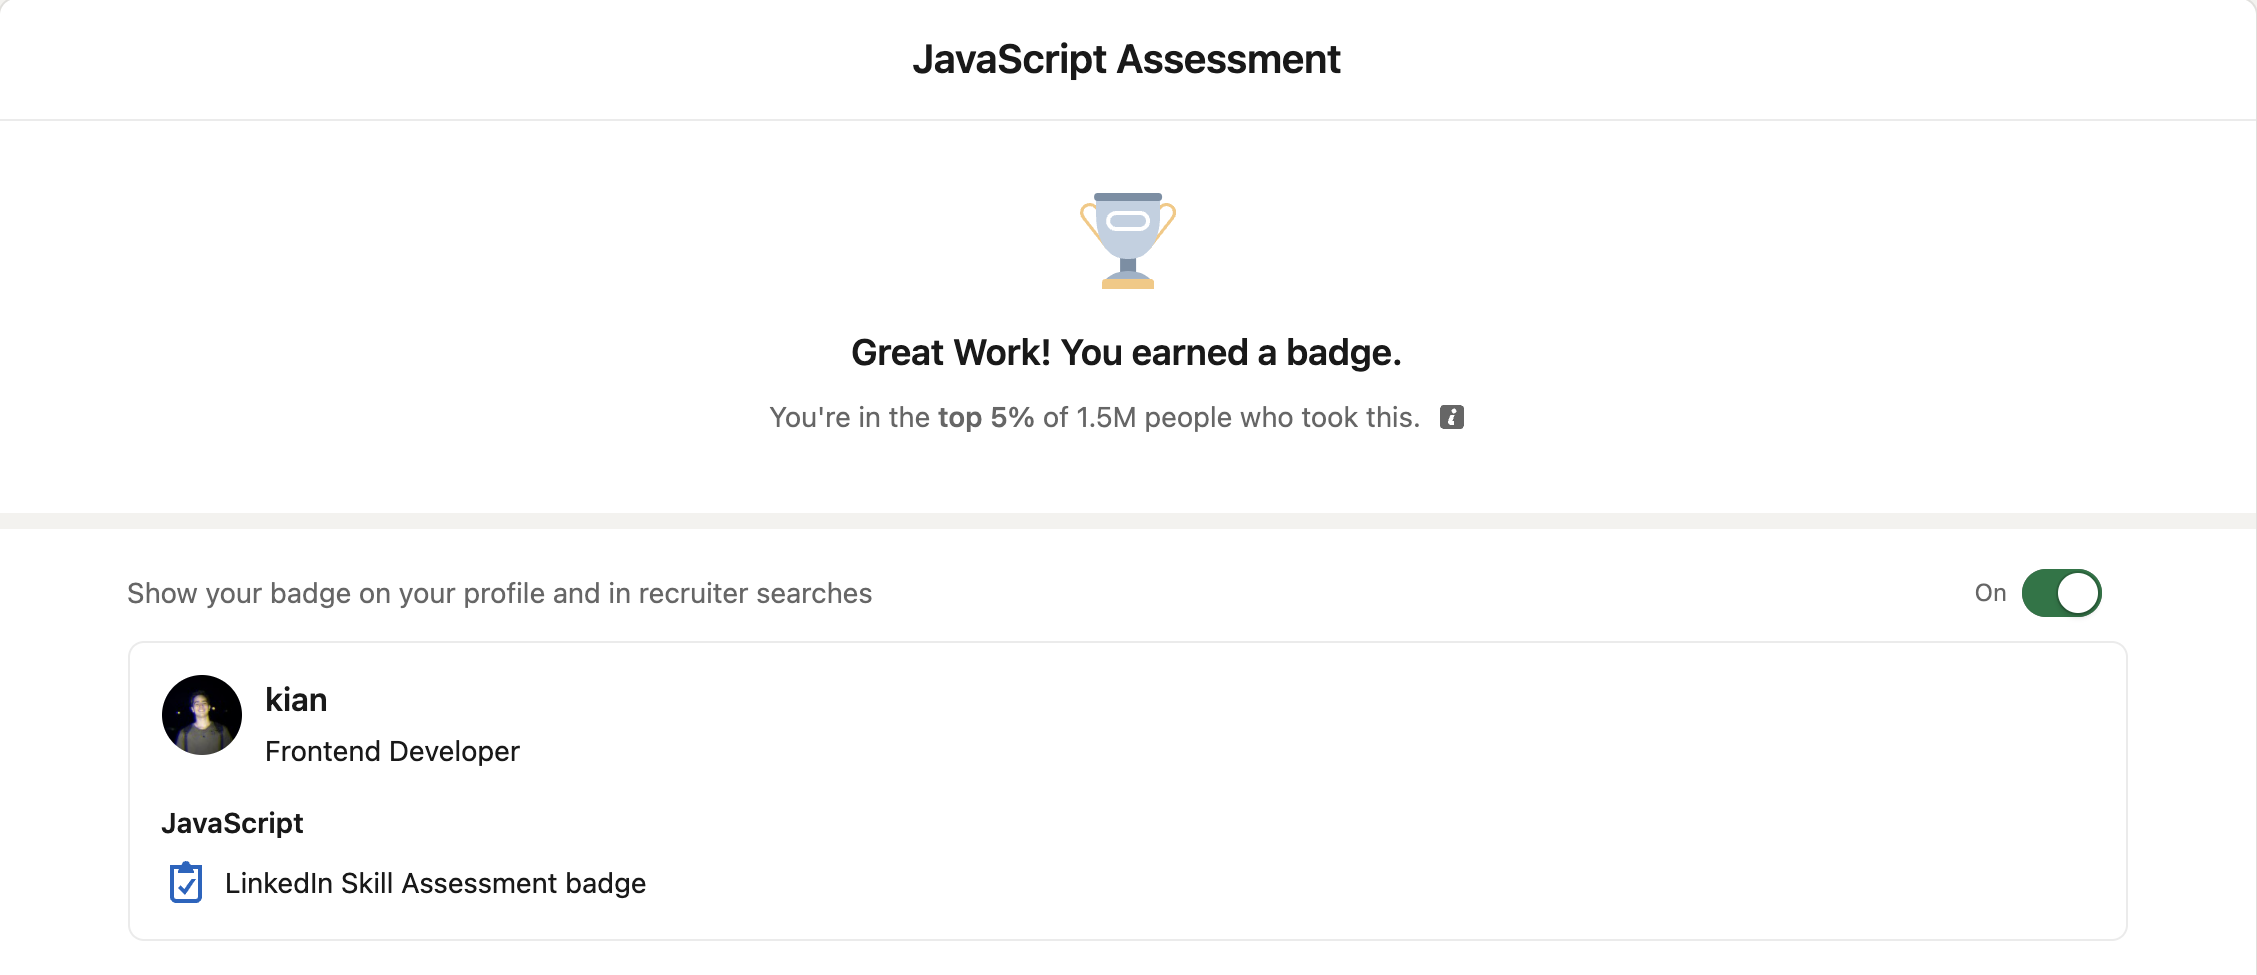 JavaScript Assessment
Great Work! You earned a badge.
You're in the top 5% of 1.5M people who took this.
Show your badge on your profile and in recruiter searches
On
kian
Frontend Developer
JavaScript
LinkedIn Skill Assessment badge